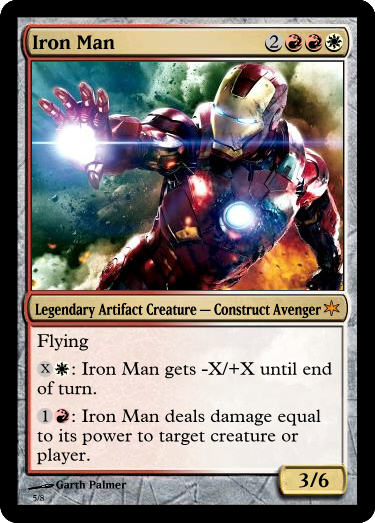 Iron Man 2
Legendary Artifact Creature — Construct Avenger
Flying
X : Iron Man gets -X/+X until end
of turn.
1 : Iron Man deals damage equal
to its power to target creature or
player.
3/6
Garth Palmer
5/8